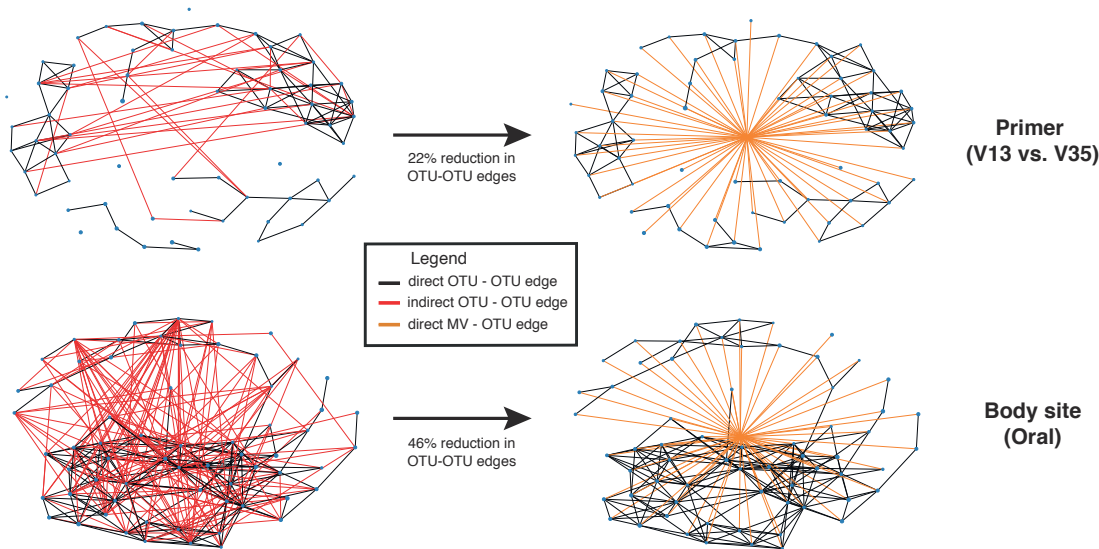 22% reduction in
OTU-OTU edges
Primer
(V13 vs. V35)
Legend
direct OTU - OTU edge
indirect OTU - OTU edge
direct MV - OTU edge
46% reduction in
OTU-OTU edges
Body site
(Oral)